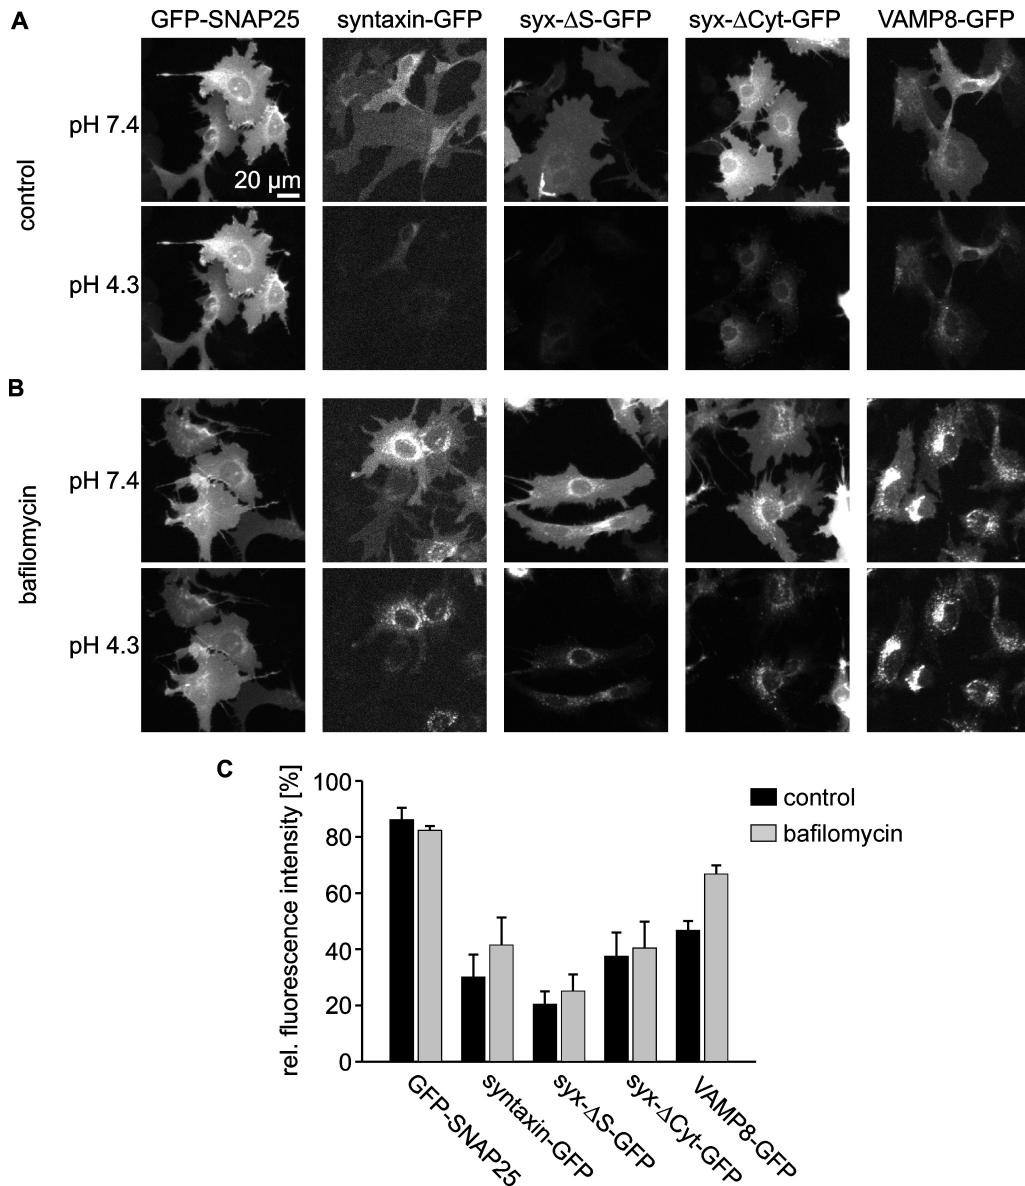 A
GFP-SNAP25 syntaxin-GFP syx-ΔS-GFP syx-ΔCyt-GFP VAMP8-GFP
control
pH 7.4
20 µm
pH 4.3
B
bafilomycin
pH 7.4
pH 4.3
C
rel. fluorescence intensity [%]
100
80
60
40
20
0
control
bafilomycin
GFP-SNAP25
syntaxin-GFP
syx-ΔS-GFP
syx-ΔCyt-GFP
VAMP8-GFP